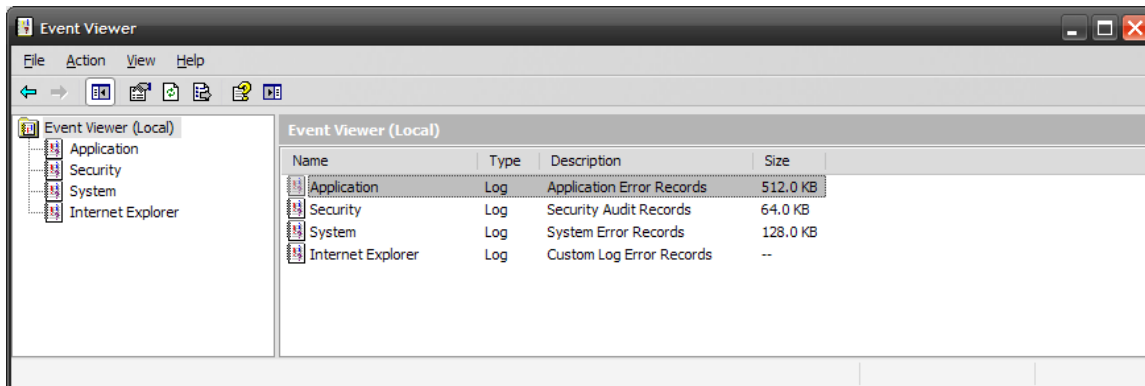 Event Viewer
File Action View Help
Event Viewer (Local)
Application
Security
System
Internet Explorer
Event Viewer (Local)
Name Type Description Size
Application Log Application Error Records 512.0 KB
Security Log Security Audit Records 64.0 KB
System Log System Error Records 128.0 KB
Internet Explorer Log Custom Log Error Records --